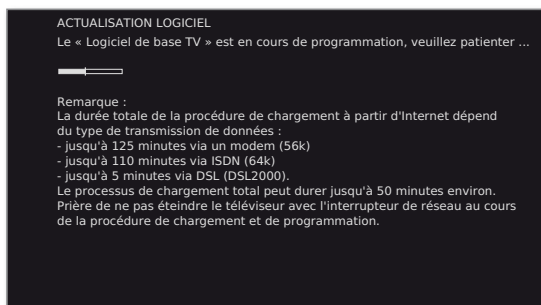 ACTUALISATION LOGICIEL
Le « Logiciel de base TV » est en cours de programmation, veuillez patienter ...
Remarque :
La durée totale de la procédure de chargement à partir d'Internet dépend
du type de transmission de données :
- jusqu'à 125 minutes via un modem (56k)
- jusqu'à 110 minutes via ISDN (64k)
- jusqu'à 5 minutes via DSL (DSL2000).
Le processus de chargement total peut durer jusqu'à 50 minutes environ.
Prière de ne pas éteindre le téléviseur avec l'interrupteur de réseau au cours
de la procédure de chargement et de programmation.